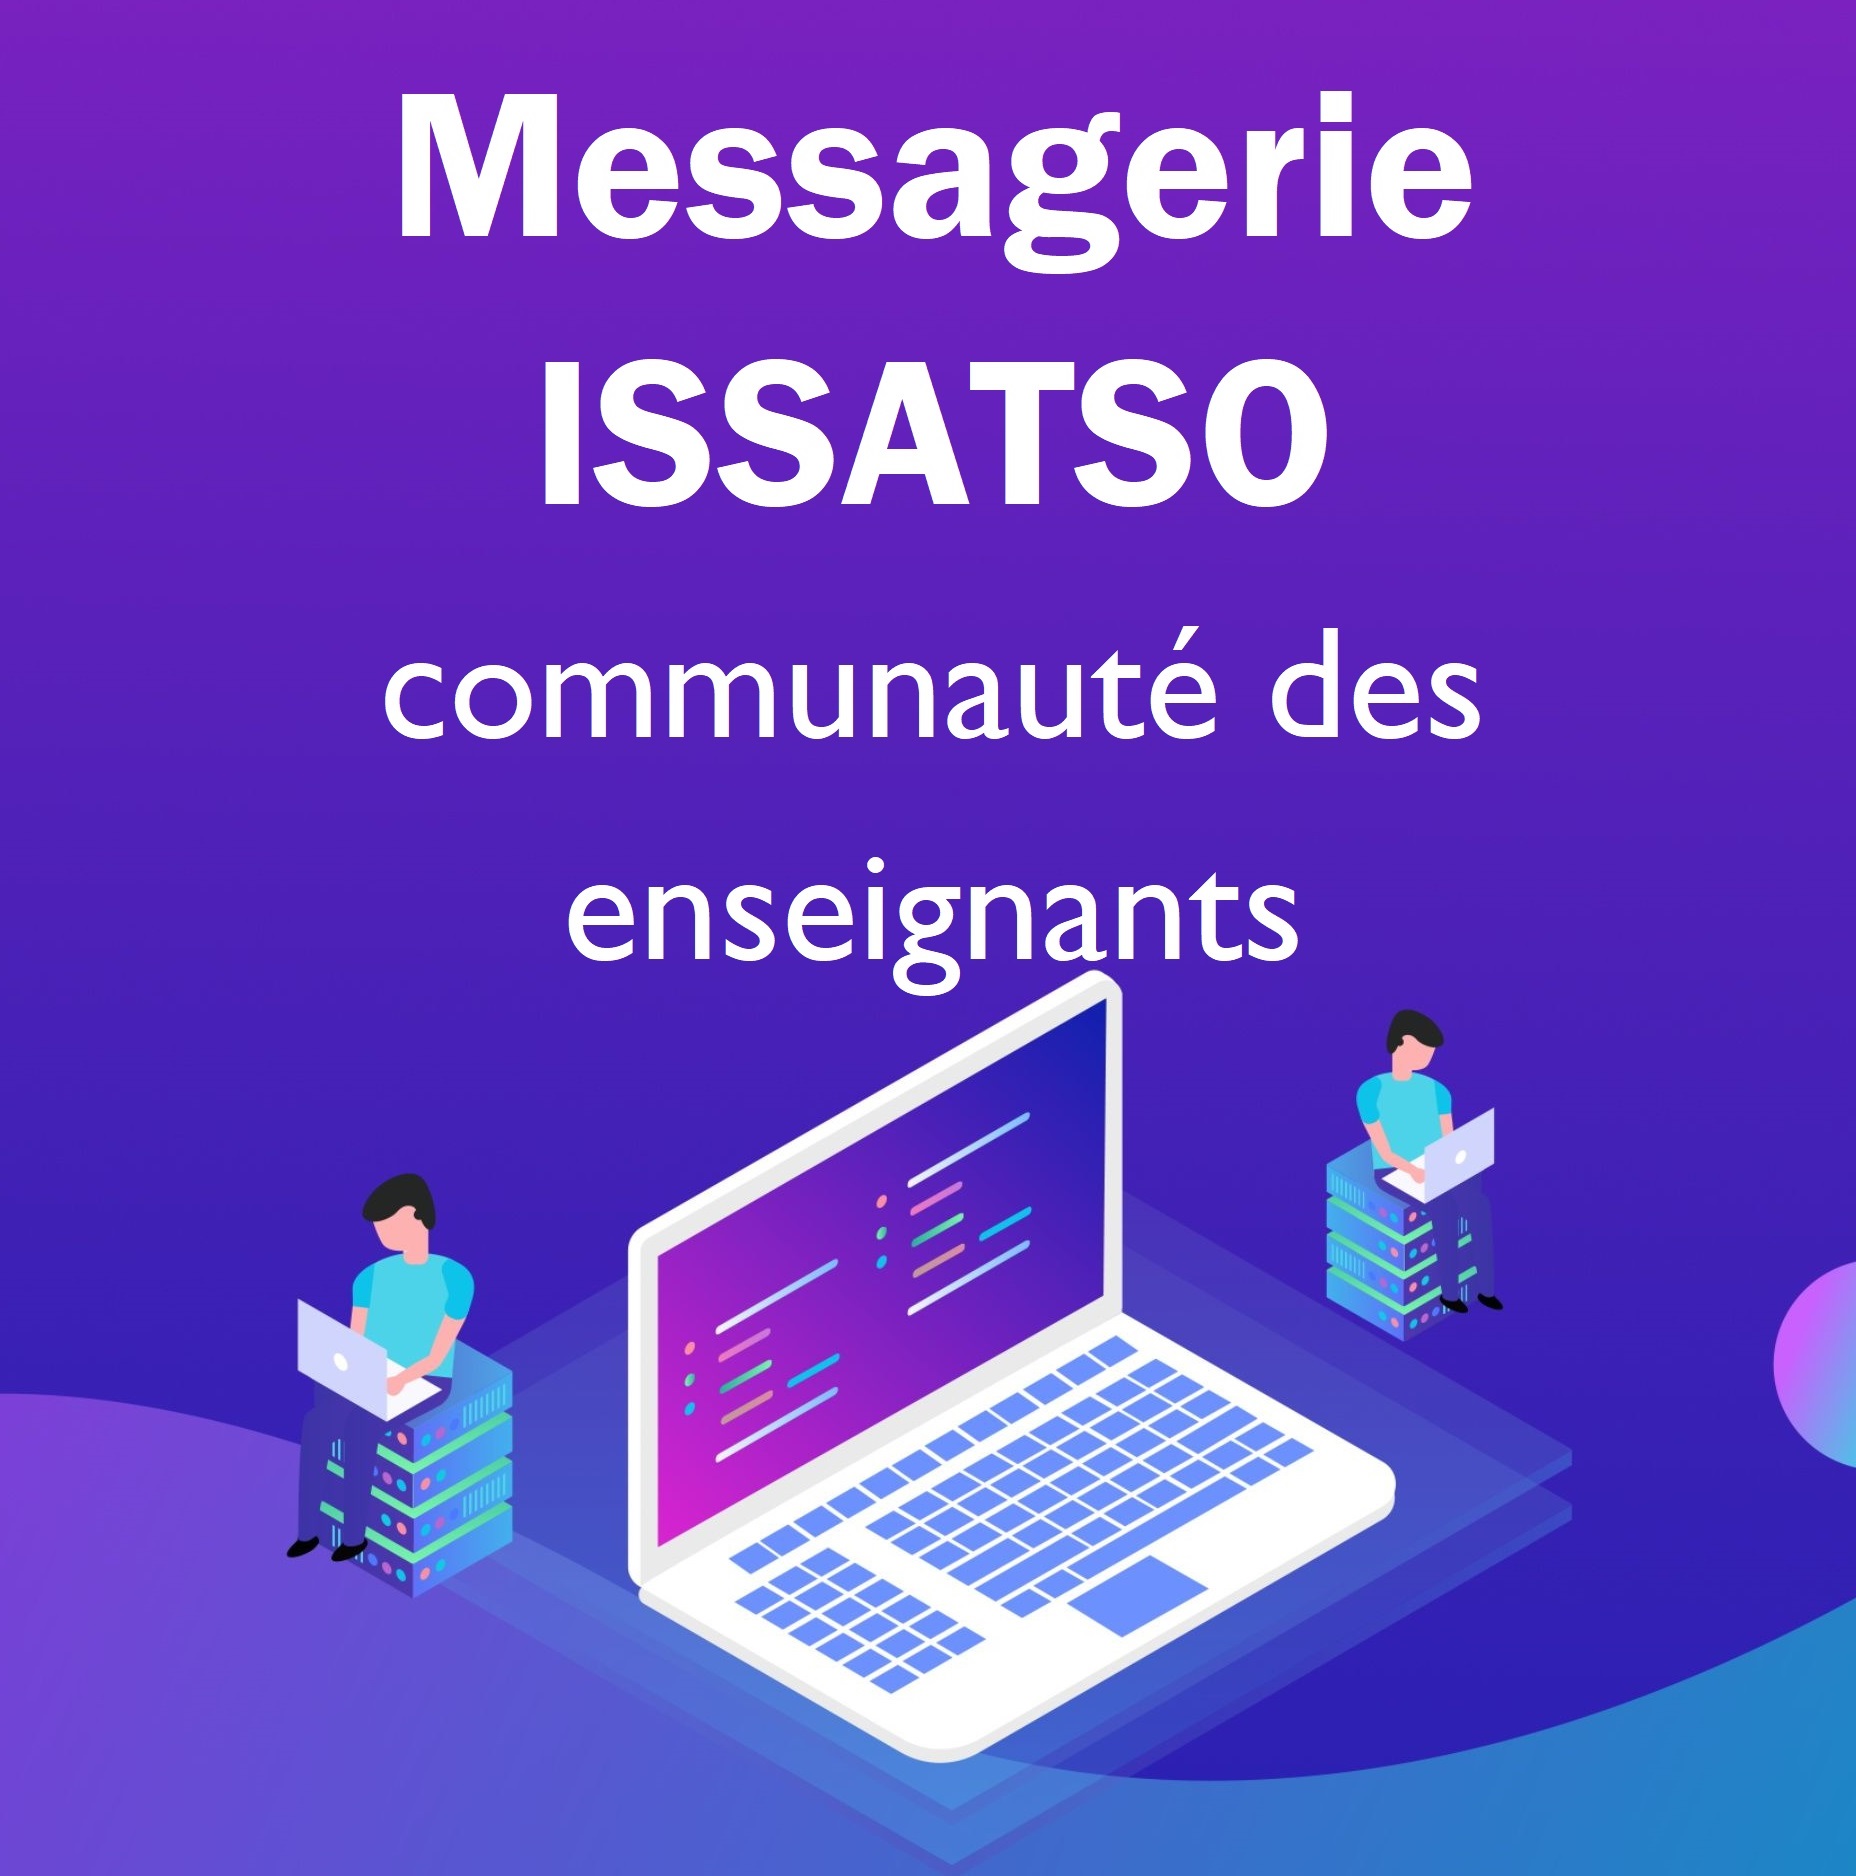 Messagerie
ISSATSO
communauté des
enseignants